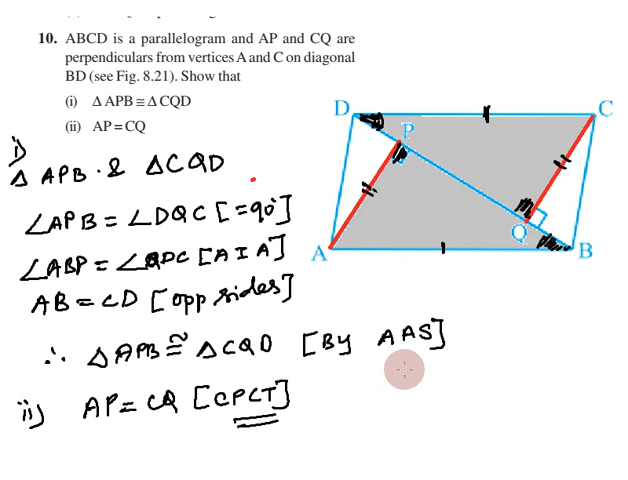 10. ABCD is a parallelogram and AP and CQ are
perpendiculars from vertices A and C on diagonal
BD (see Fig. 8.21). Show that
(i) Δ APB ≅ Δ CQD
(ii) AP = CQ
D
C
P
Q
A
B
i)
Δ APB & ΔCQD
∠APB = ∠DQC [=90°]
∠ABP = ∠QDC [AIA]
AB = CD [opp sides]
∴ ΔAPB ≅ ΔCQD [By AAS]
ii) AP = CQ [CPCT]